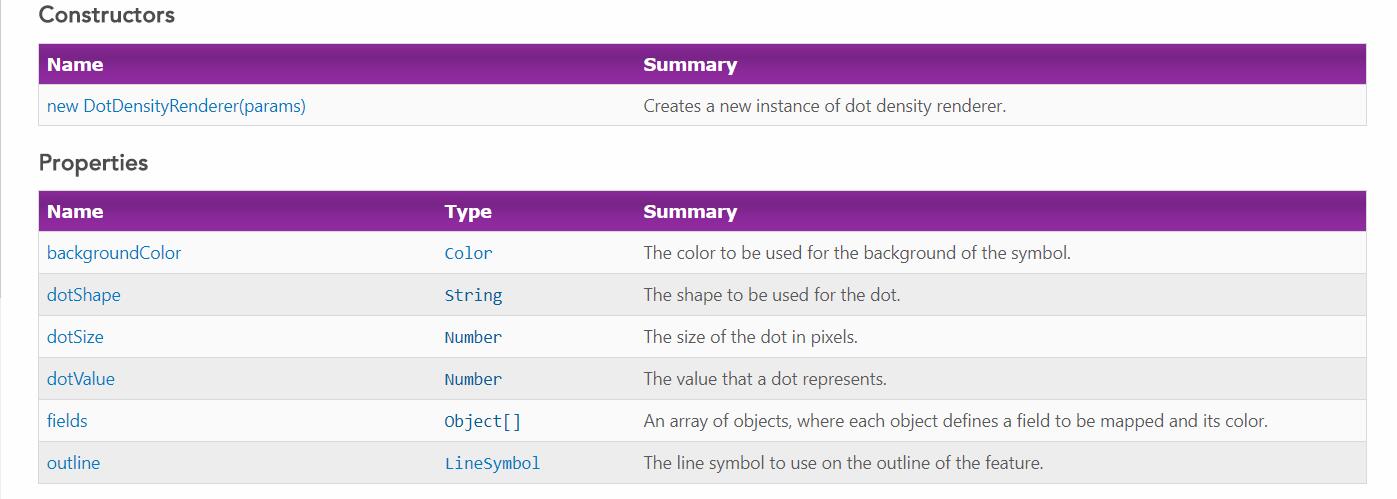 Constructors
Name Summary
new DotDensityRenderer(params) Creates a new instance of dot density renderer.
Properties
Name Type Summary
backgroundColor Color The color to be used for the background of the symbol.
dotShape String The shape to be used for the dot.
dotSize Number The size of the dot in pixels.
dotValue Number The value that a dot represents.
fields Object[] An array of objects, where each object defines a field to be mapped and its color.
outline LineSymbol The line symbol to use on the outline of the feature.